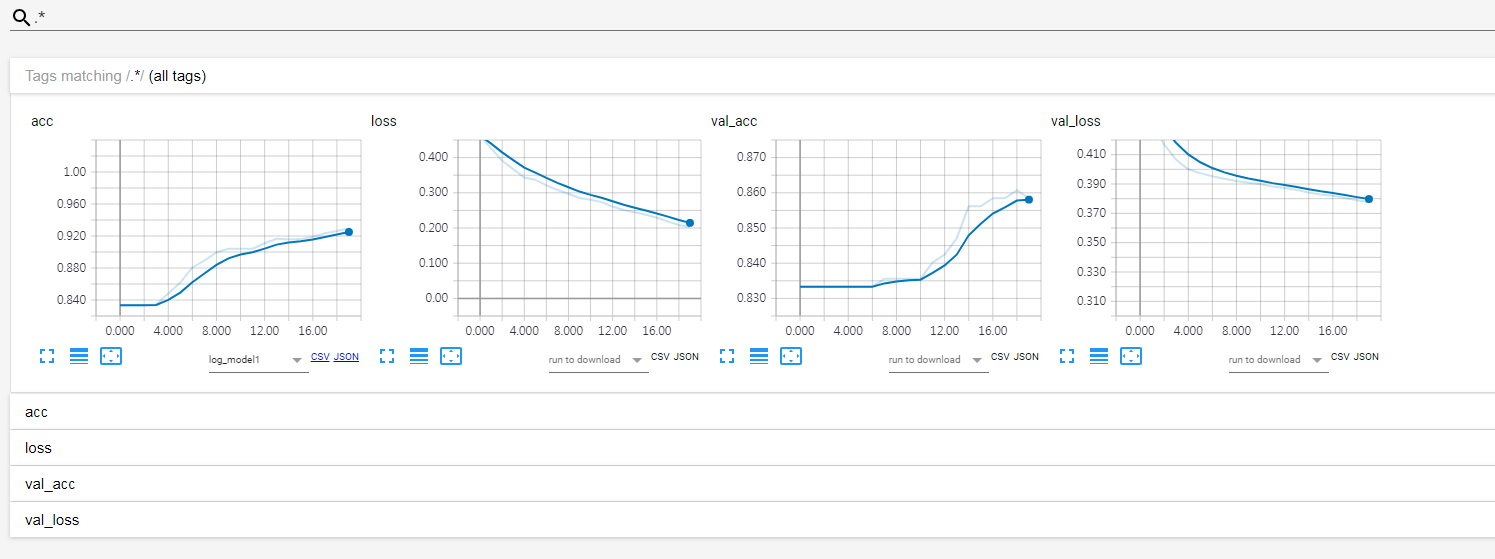 .*
Tags matching /.*/ (all tags)
acc
1.00
0.960
0.920
0.880
0.840
0.000 4.000 8.000 12.00 16.00
log_model1 CSV JSON
loss
0.400
0.300
0.200
0.100
0.00
0.000 4.000 8.000 12.00 16.00
run to download CSV JSON
val_acc
0.870
0.860
0.850
0.840
0.830
0.000 4.000 8.000 12.00 16.00
run to download CSV JSON
val_loss
0.410
0.390
0.370
0.350
0.330
0.310
0.000 4.000 8.000 12.00 16.00
run to download CSV JSON
acc
loss
val_acc
val_loss